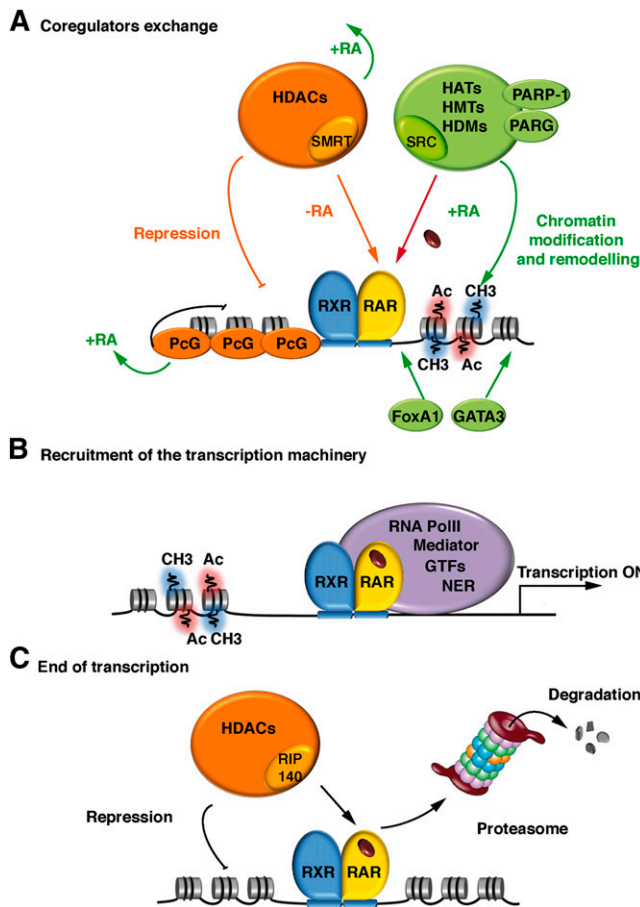 A Coregulators exchange
+RA
HDACs
SMRT
HATs
HMTs
HDMs
SRC
PARP-1
PARG
Repression
-RA
+RA
Chromatin
modification
and remodelling
RXR
RAR
Ac
CH3
CH3
Ac
+RA
PcG
PcG
PcG
FoxA1
GATA3
B Recruitment of the transcription machinery
RNA PolII
Mediator
GTFs
NER
CH3
Ac
RXR
RAR
Transcription ON
Ac CH3
C End of transcription
Degradation
HDACs
RIP
140
Repression
Proteasome
RXR
RAR